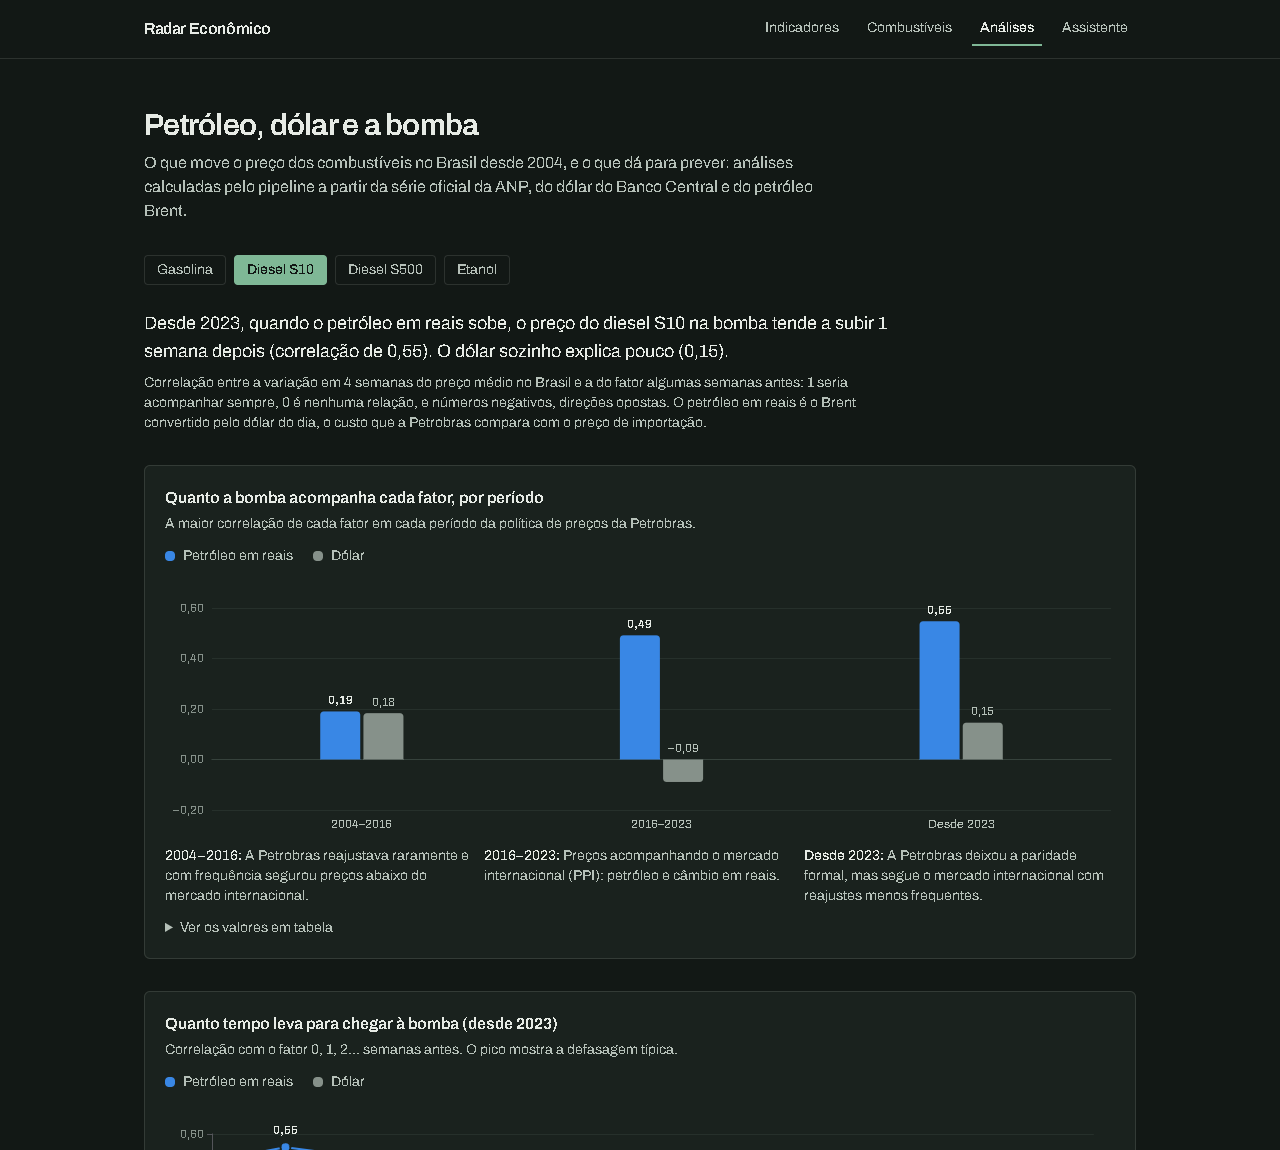 Radar Econômico
Indicadores
Combustíveis
Análises
Assistente
Petróleo, dólar e a bomba
O que move o preço dos combustíveis no Brasil desde 2004, e o que dá para prever: análises
calculadas pelo pipeline a partir da série oficial da ANP, do dólar do Banco Central e do petróleo
Brent.
Gasolina
Diesel S10
Diesel S500
Etanol
Desde 2023, quando o petróleo em reais sobe, o preço do diesel S10 na bomba tende a subir 1
semana depois (correlação de 0,55). O dólar sozinho explica pouco (0,15).
Correlação entre a variação em 4 semanas do preço médio no Brasil e a do fator algumas semanas antes: 1 seria
acompanhar sempre, 0 é nenhuma relação, e números negativos, direções opostas. O petróleo em reais é o Brent
convertido pelo dólar do dia, o custo que a Petrobras compara com o preço de importação.
Quanto a bomba acompanha cada fator, por período
A maior correlação de cada fator em cada período da política de preços da Petrobras.
Petróleo em reais
Dólar
0,60
0,40
0,20
0,00
−0,20
0,19
0,18
0,49
−0,09
0,55
0,15
2004–2016
2016–2023
Desde 2023
2004–2016: A Petrobras reajustava raramente e
com frequência segurou preços abaixo do
mercado internacional.
2016–2023: Preços acompanhando o mercado
internacional (PPI): petróleo e câmbio em reais.
Desde 2023: A Petrobras deixou a paridade
formal, mas segue o mercado internacional com
reajustes menos frequentes.
Ver os valores em tabela
Quanto tempo leva para chegar à bomba (desde 2023)
Correlação com o fator 0, 1, 2... semanas antes. O pico mostra a defasagem típica.
Petróleo em reais
Dólar
0,60
0,55